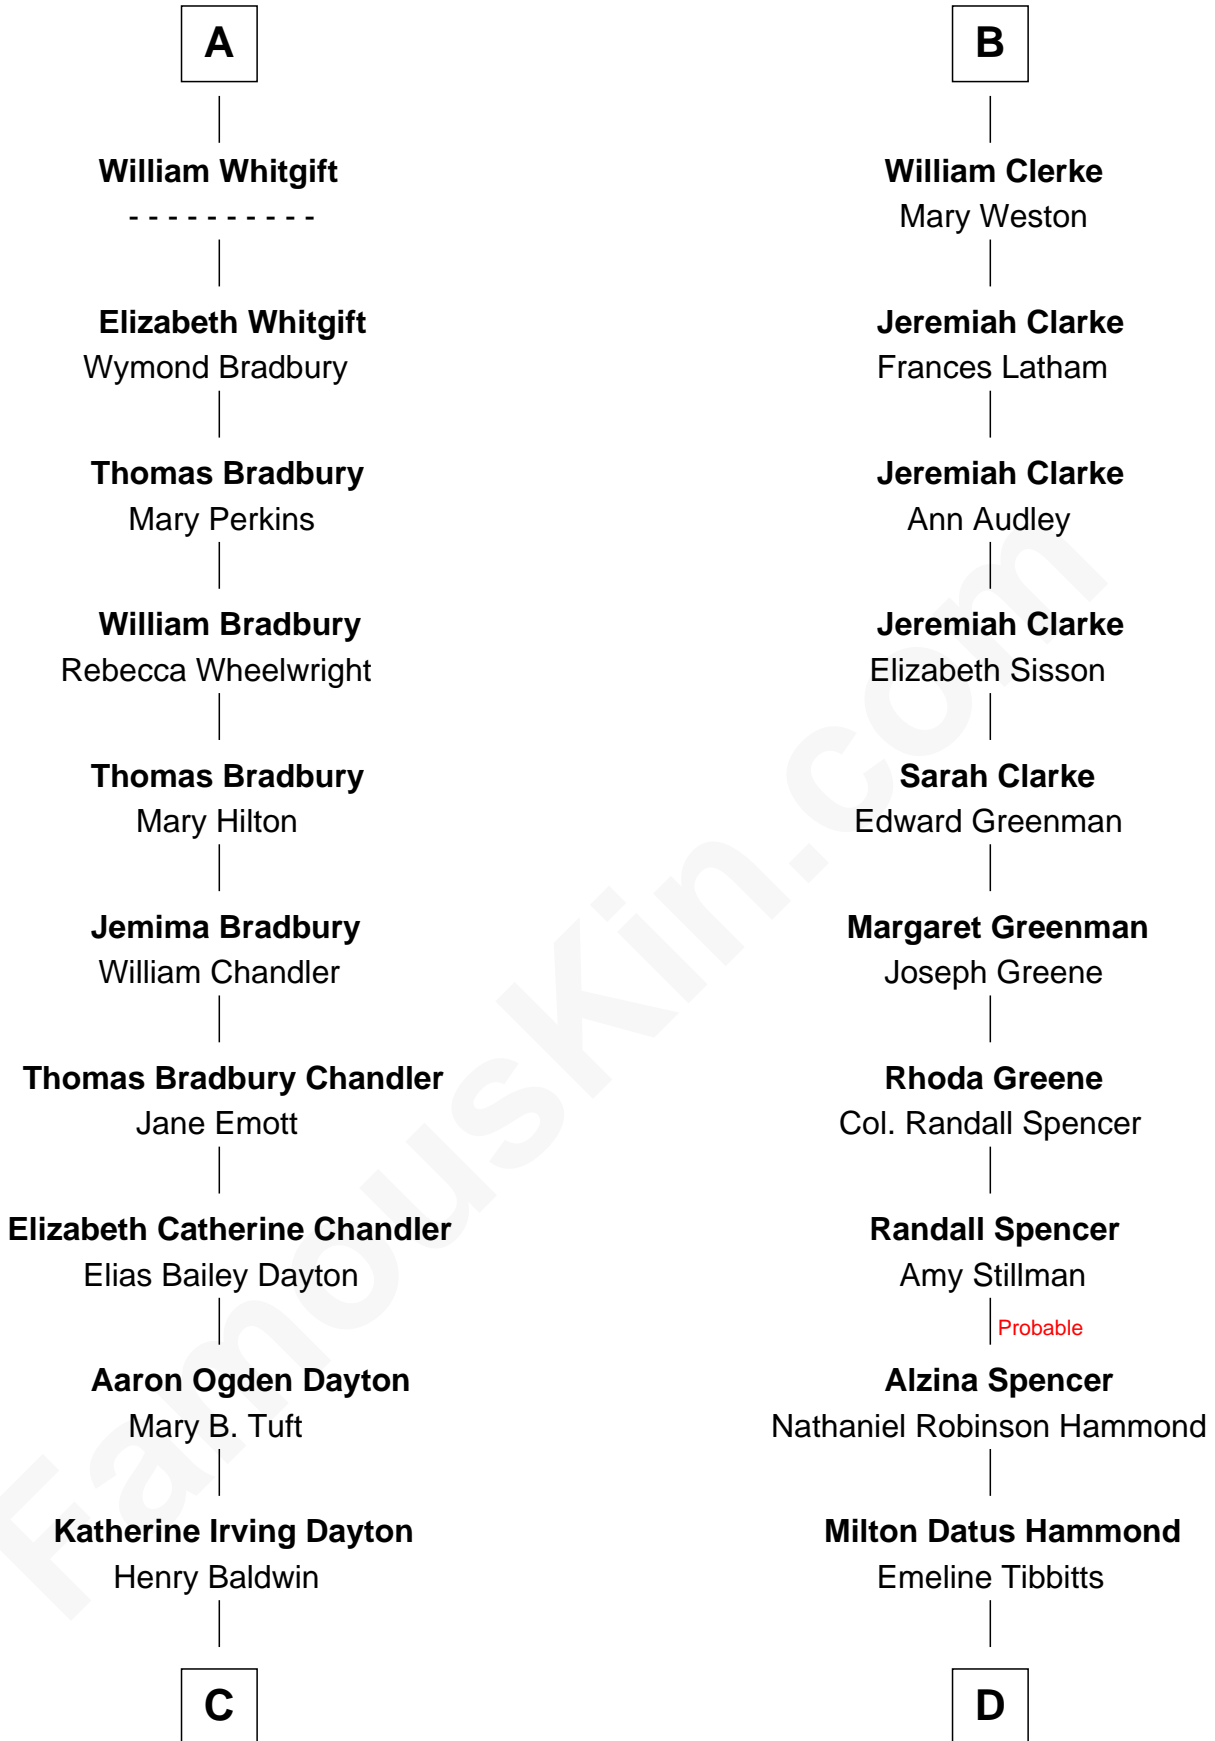 A
William Whitgift
- - - - - - - - - -
Elizabeth Whitgift
Wymond Bradbury
Thomas Bradbury
Mary Perkins
William Bradbury
Rebecca Wheelwright
Thomas Bradbury
Mary Hilton
Jemima Bradbury
William Chandler
Thomas Bradbury Chandler
Jane Emott
Elizabeth Catherine Chandler
Elias Bailey Dayton
Aaron Ogden Dayton
Mary B. Tuft
Katherine Irving Dayton
Henry Baldwin
C
B
William Clerke
Mary Weston
Jeremiah Clarke
Frances Latham
Jeremiah Clarke
Ann Audley
Jeremiah Clarke
Elizabeth Sisson
Sarah Clarke
Edward Greenman
Margaret Greenman
Joseph Greene
Rhoda Greene
Col. Randall Spencer
Randall Spencer
Amy Stillman
Probable
Alzina Spencer
Nathaniel Robinson Hammond
Milton Datus Hammond
Emeline Tibbitts
D
FamousKin.com